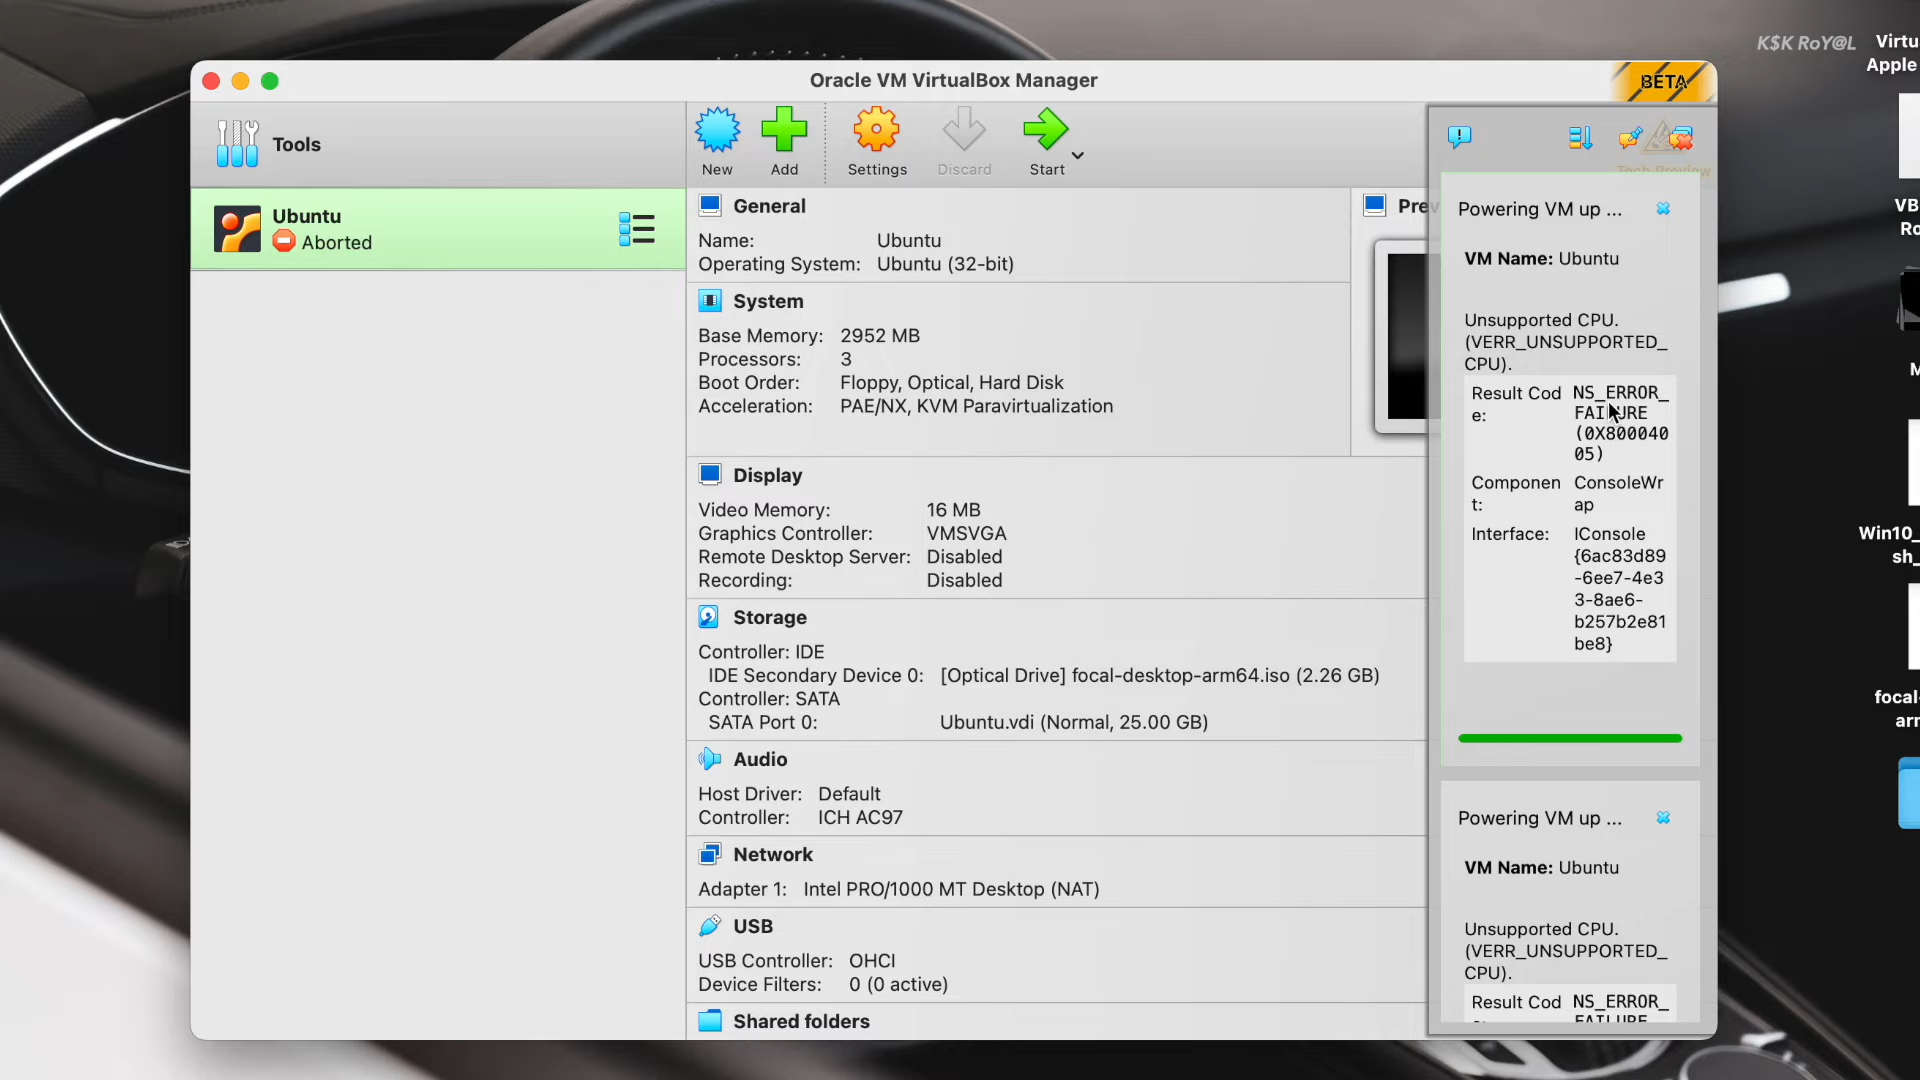 K$K RoY@L
Virtu
Apple
Oracle VM VirtualBox Manager
BETA
Tools
New
Add
Settings
Discard
Start
Tech Preview
Ubuntu
Aborted
General
Name: Ubuntu
Operating System: Ubuntu (32-bit)
Prev
System
Base Memory: 2952 MB
Processors: 3
Boot Order: Floppy, Optical, Hard Disk
Acceleration: PAE/NX, KVM Paravirtualization
Display
Video Memory: 16 MB
Graphics Controller: VMSVGA
Remote Desktop Server: Disabled
Recording: Disabled
Storage
Controller: IDE
IDE Secondary Device 0: [Optical Drive] focal-desktop-arm64.iso (2.26 GB)
Controller: SATA
SATA Port 0: Ubuntu.vdi (Normal, 25.00 GB)
Audio
Host Driver: Default
Controller: ICH AC97
Network
Adapter 1: Intel PRO/1000 MT Desktop (NAT)
USB
USB Controller: OHCI
Device Filters: 0 (0 active)
Shared folders
Powering VM up ...
VM Name: Ubuntu
Unsupported CPU.
(VERR_UNSUPPORTED_
CPU).
Result Cod
e:
NS_ERROR_
FAILURE
(0X800040
05)
Componen
t:
ConsoleWr
ap
Interface:
IConsole
{6ac83d89
-6ee7-4e3
3-8ae6-
b257b2e81
be8}
Powering VM up ...
VM Name: Ubuntu
Unsupported CPU.
(VERR_UNSUPPORTED_
CPU).
Result Cod
NS_ERROR_
FAILURE
VB
Ro
M
Win10_
sh_
focal-
arm